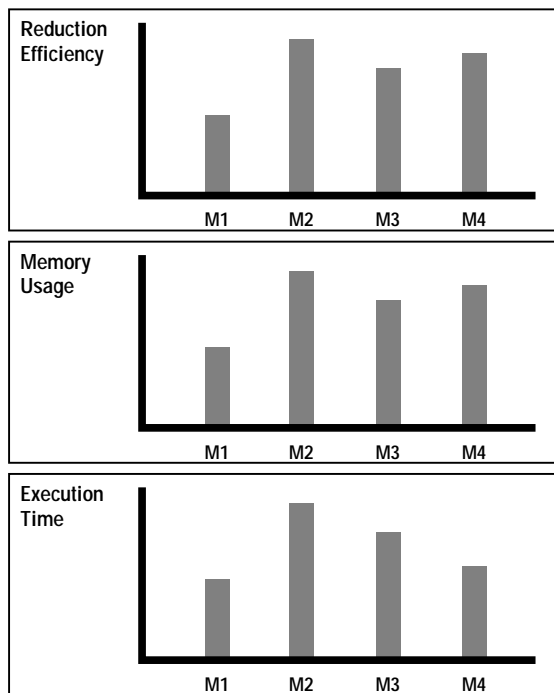 Reduction
Efficiency
M1 M2 M3 M4
Memory
Usage
M1 M2 M3 M4
Execution
Time
M1 M2 M3 M4